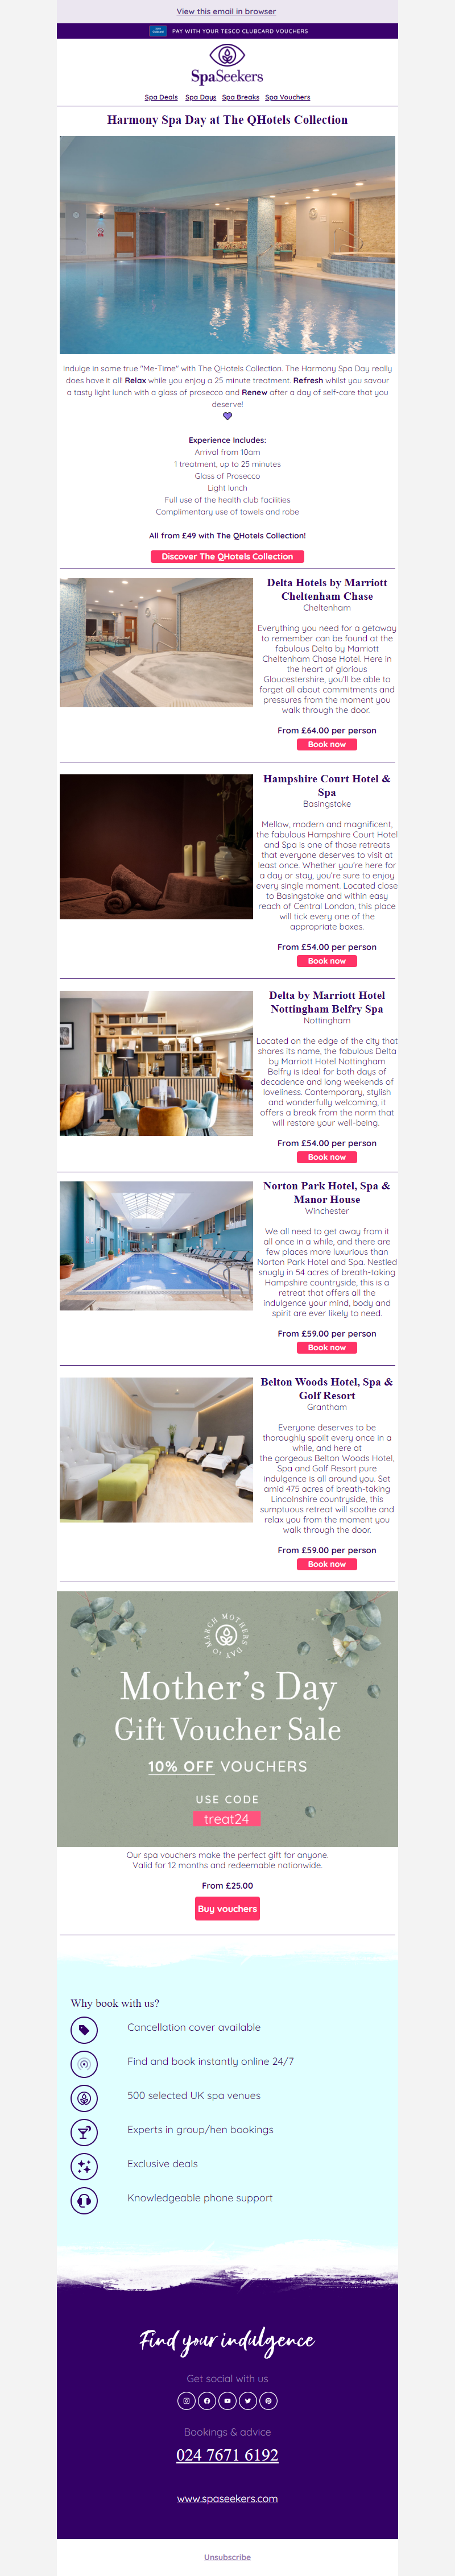 View this email in browser
PAY WITH YOUR TESCO CLUBCARD VOUCHERS
SpaSeekers
Spa Deals Spa Days Spa Breaks Spa Vouchers
Harmony Spa Day at The QHotels Collection
Indulge in some true "Me-Time" with The QHotels Collection. The Harmony Spa Day really
does have it all! Relax while you enjoy a 25 minute treatment. Refresh whilst you savour
a tasty light lunch with a glass of prosecco and Renew after a day of self-care that you
deserve!
💜
Experience Includes:
Arrival from 10am
1 treatment, up to 25 minutes
Glass of Prosecco
Light lunch
Full use of the health club facilities
Complimentary use of towels and robe
All from £49 with The QHotels Collection!
Discover The QHotels Collection
Delta Hotels by Marriott
Cheltenham Chase
Cheltenham
Everything you need for a getaway
to remember can be found at the
fabulous Delta by Marriott
Cheltenham Chase Hotel. Here in
the heart of glorious
Gloucestershire, you'll be able to
forget all about commitments and
pressures from the moment you
walk through the door.
From £64.00 per person
Book now
Hampshire Court Hotel &
Spa
Basingstoke
Mellow, modern and magnificent,
the fabulous Hampshire Court Hotel
and Spa is one of those retreats
that everyone deserves to visit at
least once. Whether you're here for
a day or stay, you're sure to enjoy
every single moment. Located close
to Basingstoke and within easy
reach of Central London, this place
will tick every one of the
appropriate boxes.
From £54.00 per person
Book now
Delta by Marriott Hotel
Nottingham Belfry Spa
Nottingham
Located on the edge of the city that
shares its name, the fabulous Delta
by Marriott Hotel Nottingham
Belfry is ideal for both days of
decadence and long weekends of
loveliness. Contemporary, stylish
and wonderfully welcoming, it
offers a break from the norm that
will restore your well-being.
From £54.00 per person
Book now
Norton Park Hotel, Spa &
Manor House
Winchester
We all need to get away from it
all once in a while, and there are
few places more luxurious than
Norton Park Hotel and Spa. Nestled
snugly in 54 acres of breath-taking
Hampshire countryside, this is a
retreat that offers all the
indulgence your mind, body and
spirit are ever likely to need.
From £59.00 per person
Book now
Belton Woods Hotel, Spa &
Golf Resort
Grantham
Everyone deserves to be
thoroughly spoilt every once in a
while, and here at
the gorgeous Belton Woods Hotel,
Spa and Golf Resort pure
indulgence is all around you. Set
amid 475 acres of breath-taking
Lincolnshire countryside, this
sumptuous retreat will soothe and
relax you from the moment you
walk through the door.
From £59.00 per person
Book now
10 MARCH MOTHERS DAY
Mother's Day
Gift Voucher Sale
10% OFF VOUCHERS
USE CODE
treat24
Our spa vouchers make the perfect gift for anyone.
Valid for 12 months and redeemable nationwide.
From £25.00
Buy vouchers
Why book with us?
Cancellation cover available
Find and book instantly online 24/7
500 selected UK spa venues
Experts in group/hen bookings
Exclusive deals
Knowledgeable phone support
Find your indulgence
Get social with us
Bookings & advice
024 7671 6192
www.spaseekers.com
Unsubscribe